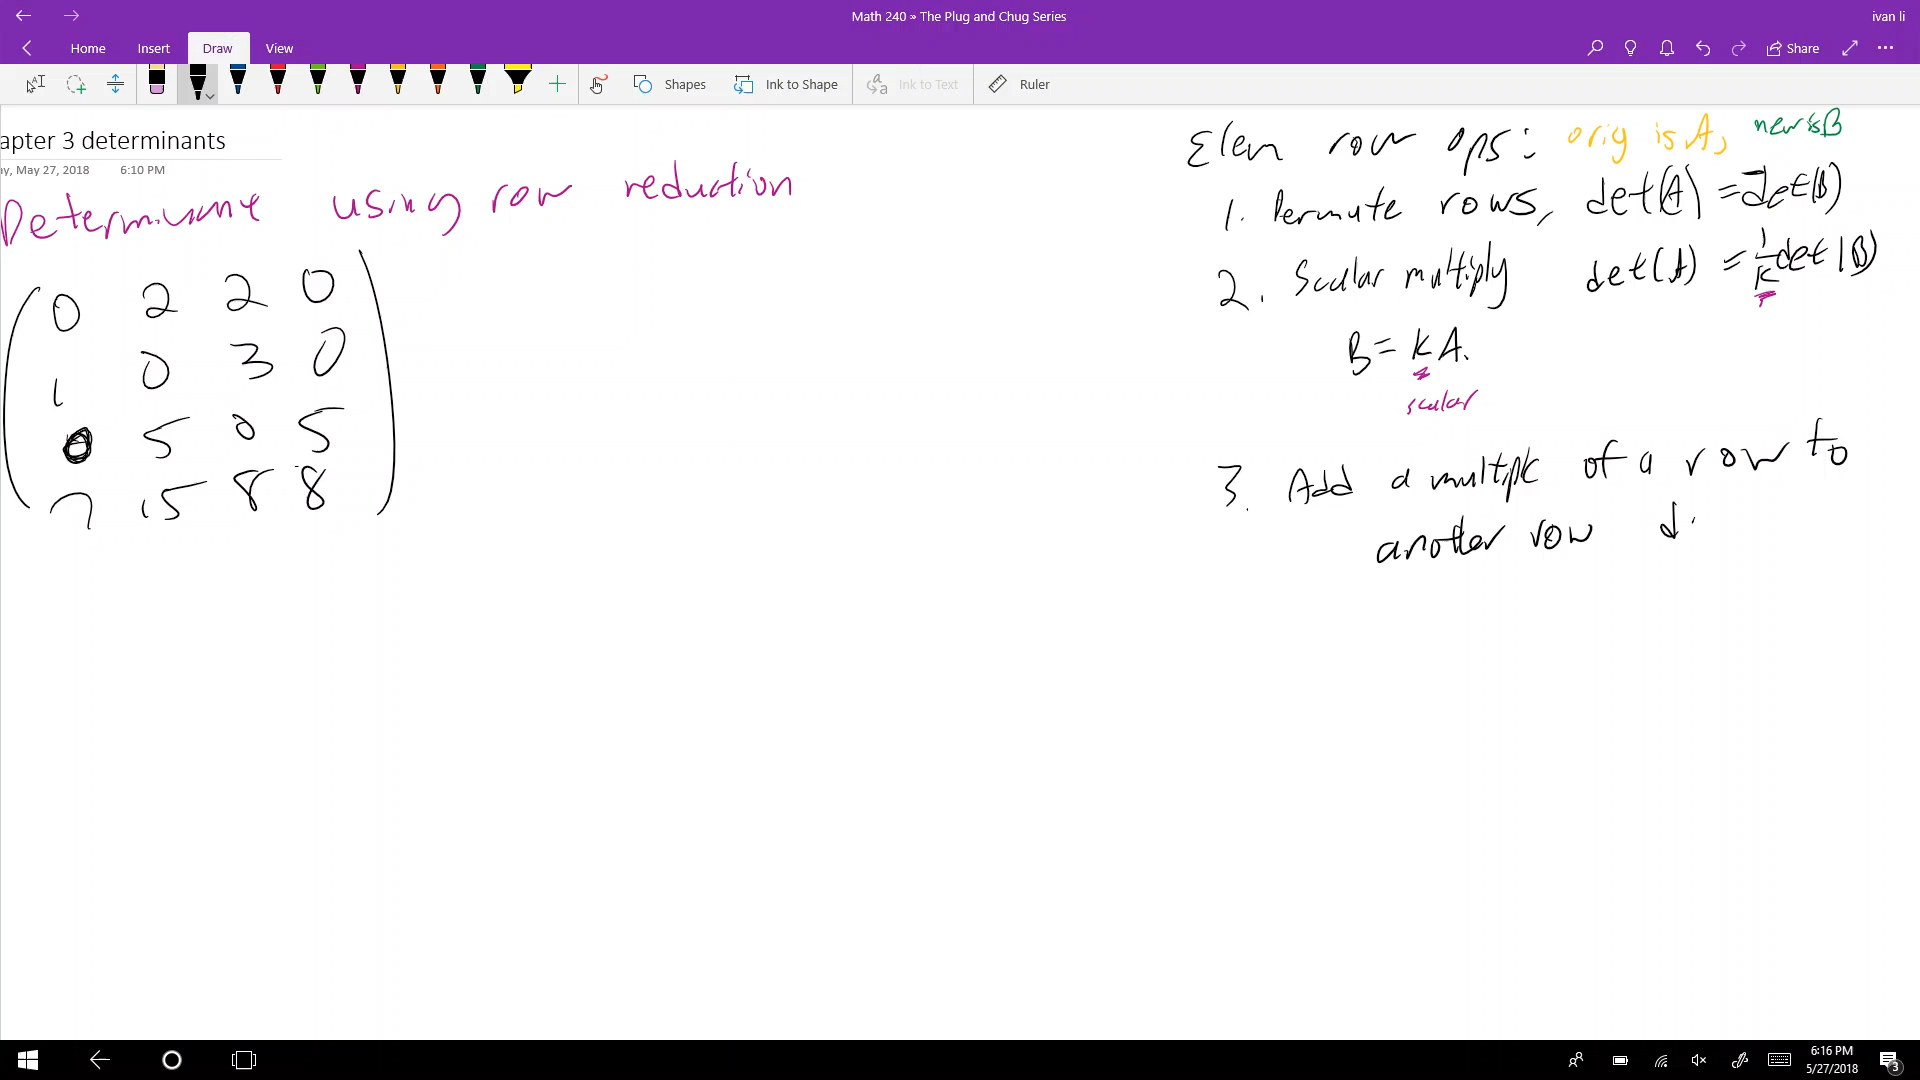 Math 240 » The Plug and Chug Series
ivan li
Home Insert Draw View
Share
Shapes Ink to Shape Ink to Text Ruler
apter 3 determinants
ay, May 27, 2018 6:10 PM
Determinant using row reduction
0 2 2 0
1 0 3 0
0 5 0 5
7 15 8 8
Elem row ops: orig is A, new is B
1. Permute rows, det(A) = -det(B)
2. Scalar multiply det(A) = 1/k det(B)
B = kA.
scalar
3. Add a multiple of a row to
another row d
6:16 PM
5/27/2018
3